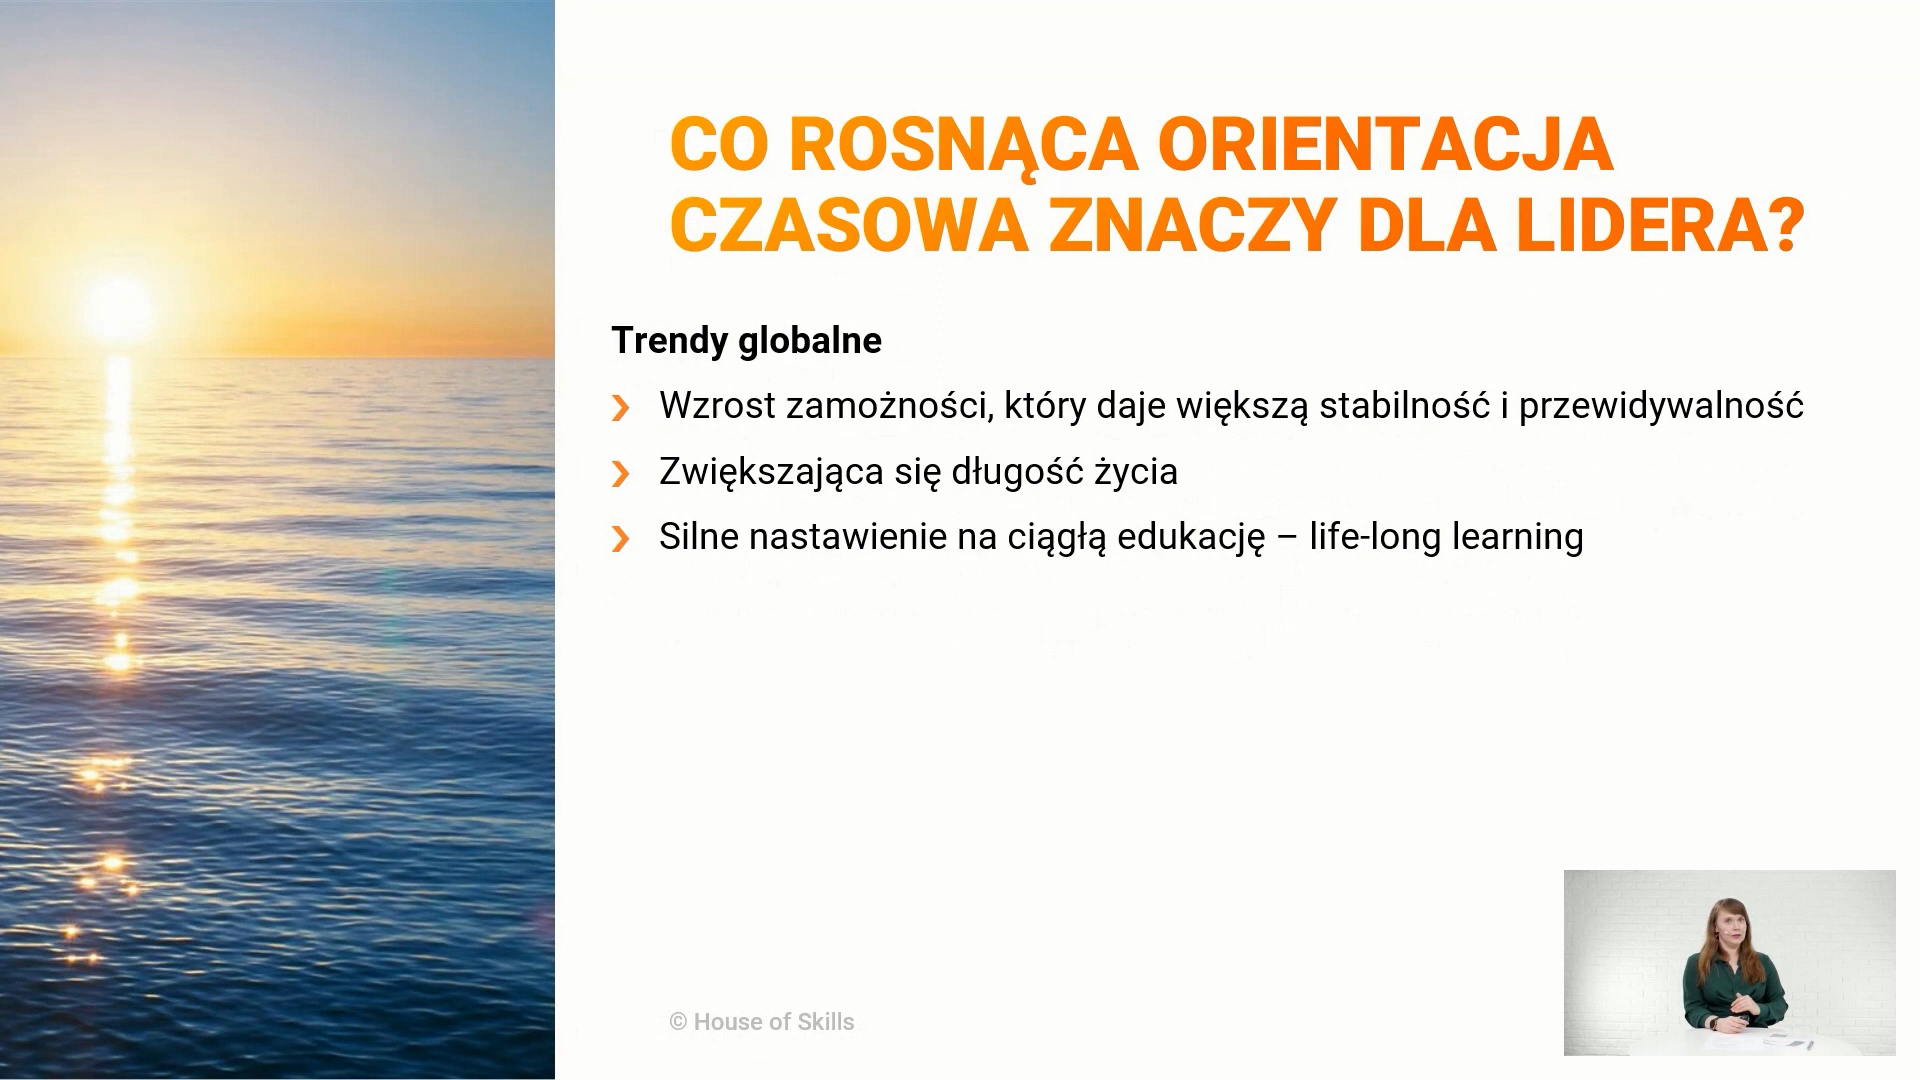 CO ROSNĄCA ORIENTACJA
CZASOWA ZNACZY DLA LIDERA?
Trendy globalne
Wzrost zamożności, który daje większą stabilność i przewidywalność
Zwiększająca się długość życia
Silne nastawienie na ciągłą edukację – life-long learning
© House of Skills